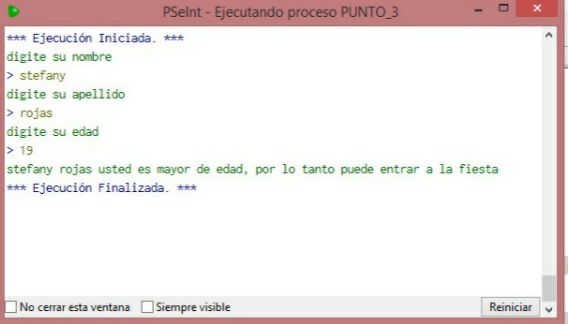 PSeInt - Ejecutando proceso PUNTO_3
*** Ejecución Iniciada. ***
digite su nombre
> stefany
digite su apellido
> rojas
digite su edad
> 19
stefany rojas usted es mayor de edad, por lo tanto puede entrar a la fiesta
*** Ejecución Finalizada. ***
No cerrar esta ventana Siempre visible Reiniciar